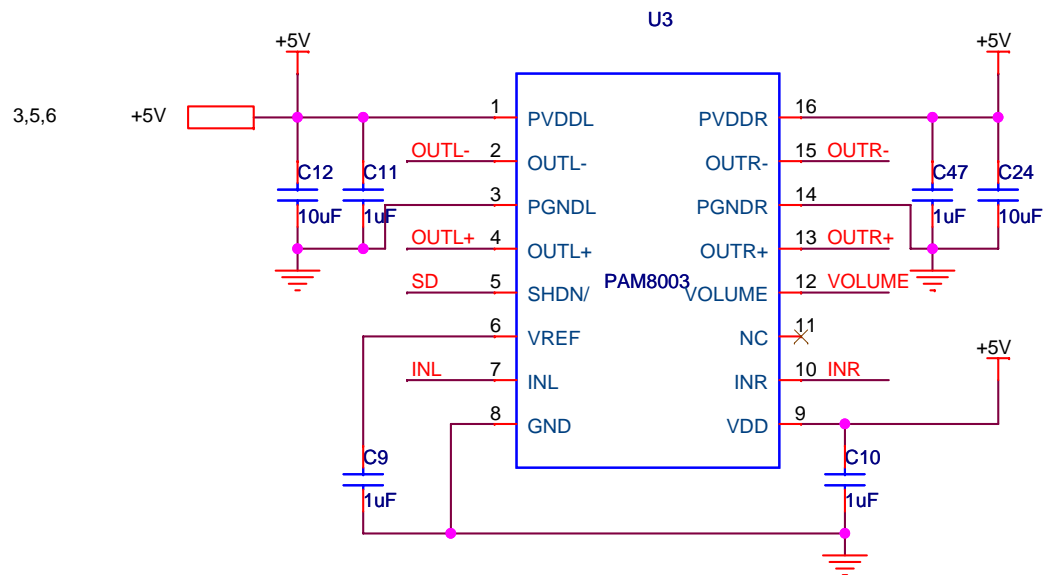 U3
+5V
+5V
3,5,6 +5V
1 PVDDL PVDDR 16
OUTL- 2 OUTL- OUTR- 15 OUTR-
C12 C11 C47 C24
10uF 1uF 3 PGNDL PGNDR 14 1uF 10uF
OUTL+ 4 OUTL+ OUTR+ 13 OUTR+
SD 5 SHDN/ PAM8003 VOLUME 12 VOLUME
6 VREF NC 11
+5V
INL 7 INL INR 10 INR
8 GND VDD 9
C9 C10
1uF 1uF